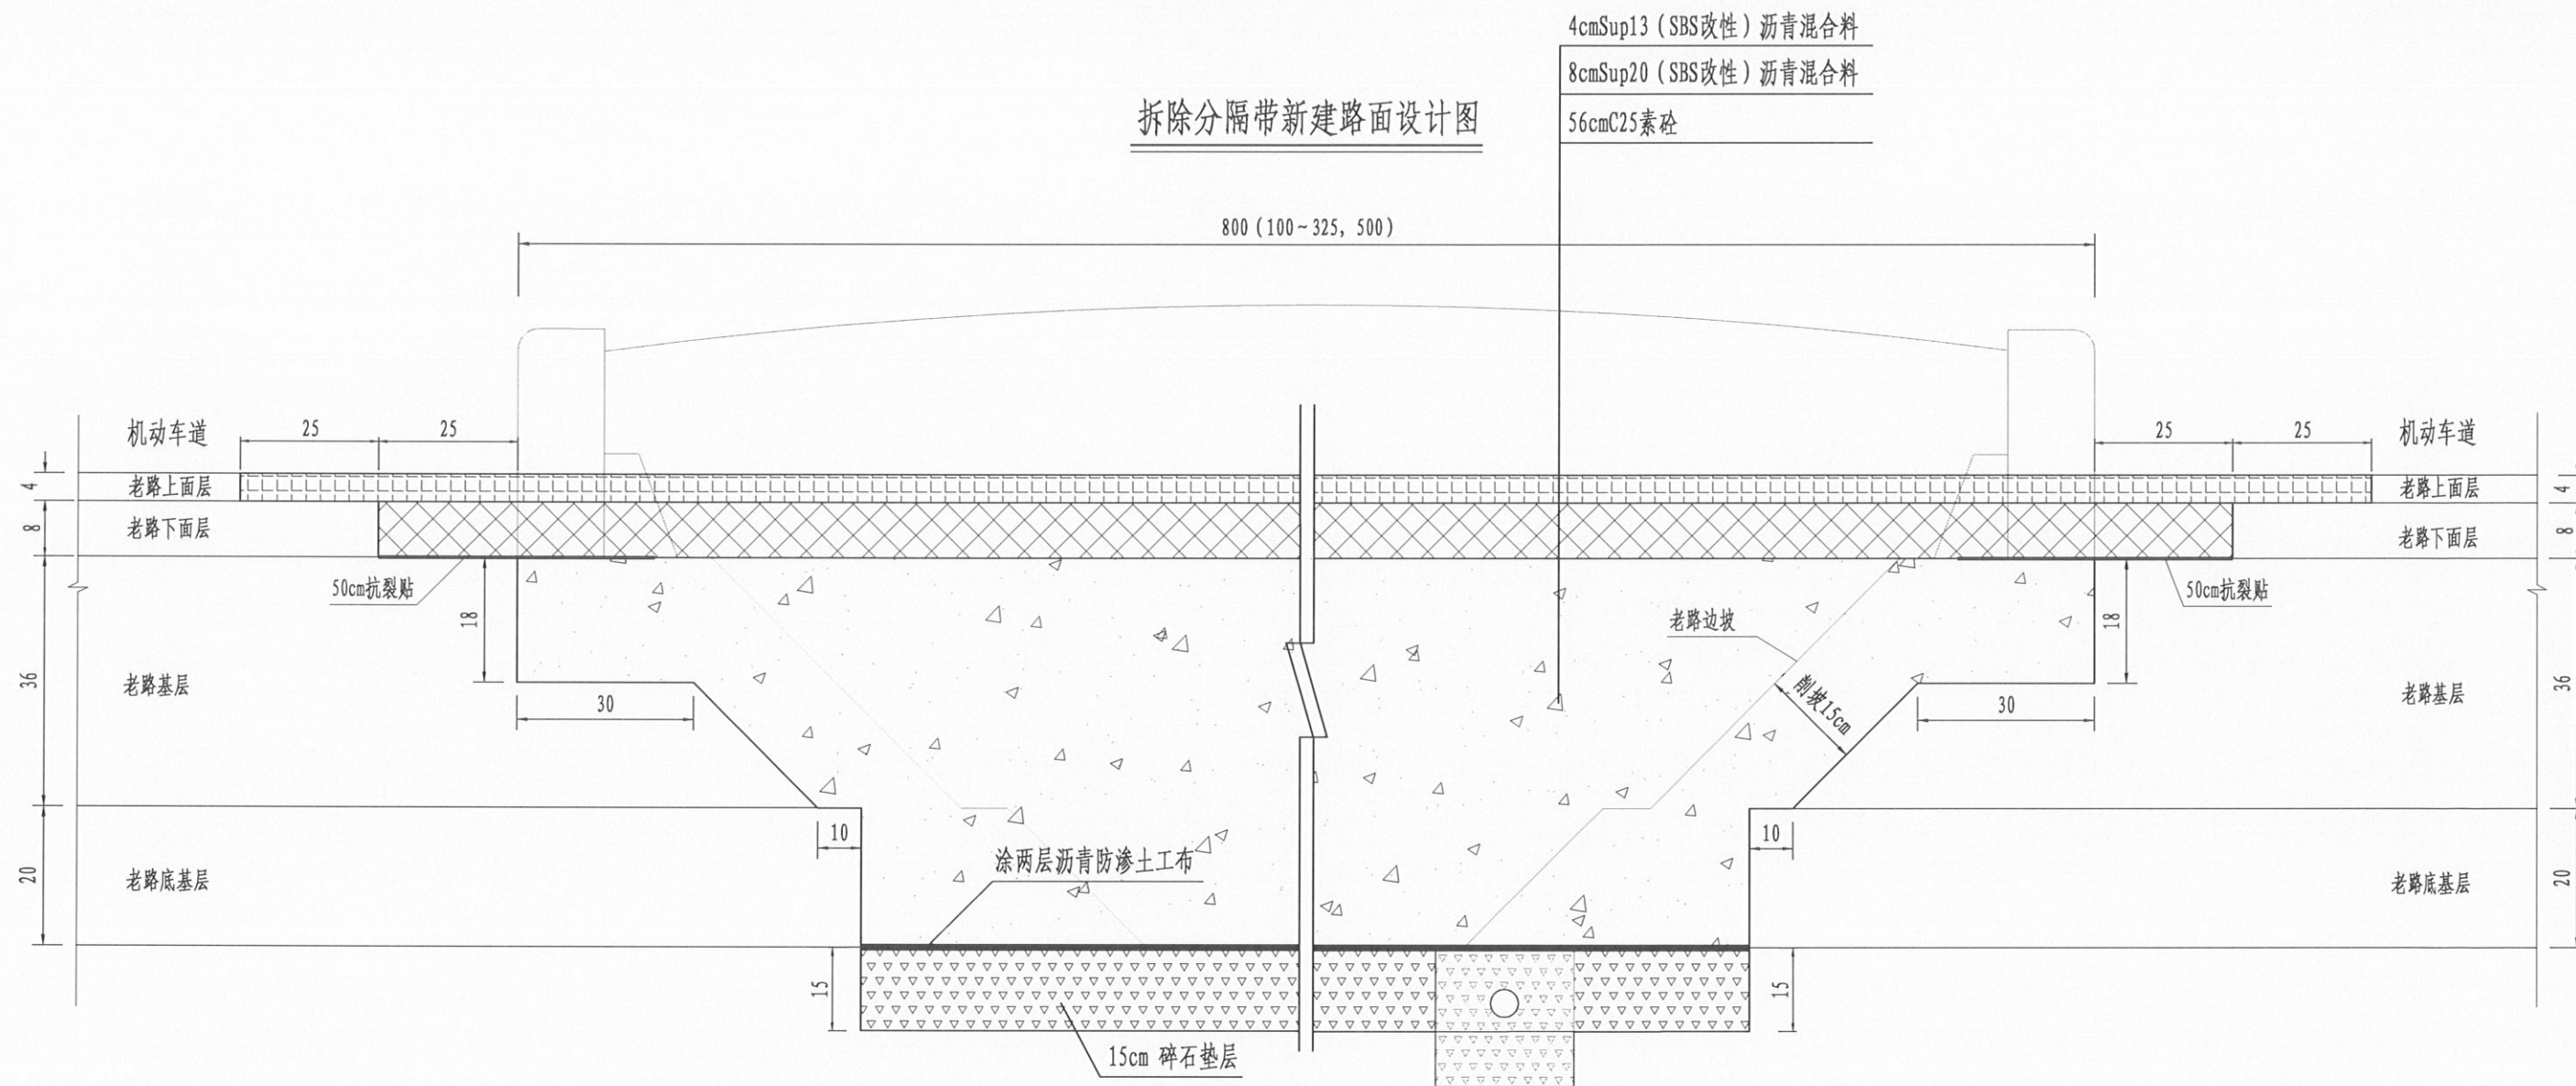 4cmSup13（SBS改性）沥青混合料
8cmSup20（SBS改性）沥青混合料
56cmC25素砼
拆除分隔带新建路面设计图
800（100~325, 500）
机动车道
25
25
25
25
机动车道
4
老路上面层
老路上面层
4
8
老路下面层
老路下面层
8
50cm抗裂贴
50cm抗裂贴
18
老路边坡
18
36
老路基层
30
削坡15cm
30
老路基层
36
10
10
涂两层沥青防渗土工布
20
老路底基层
老路底基层
20
15
15
15cm 碎石垫层